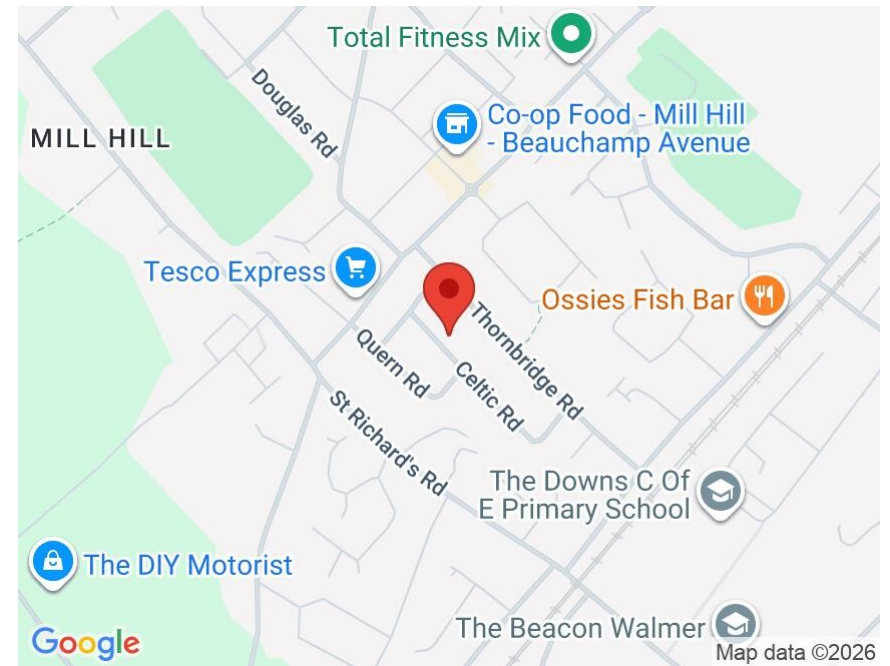 Total Fitness Mix
Douglas Rd
Co-op Food - Mill Hill
- Beauchamp Avenue
MILL HILL
Tesco Express
Ossies Fish Bar
Thornbridge Rd
Quern Rd
Celtic Rd
St Richard's Rd
The Downs C Of
E Primary School
The DIY Motorist
The Beacon Walmer
Google
Map data ©2026